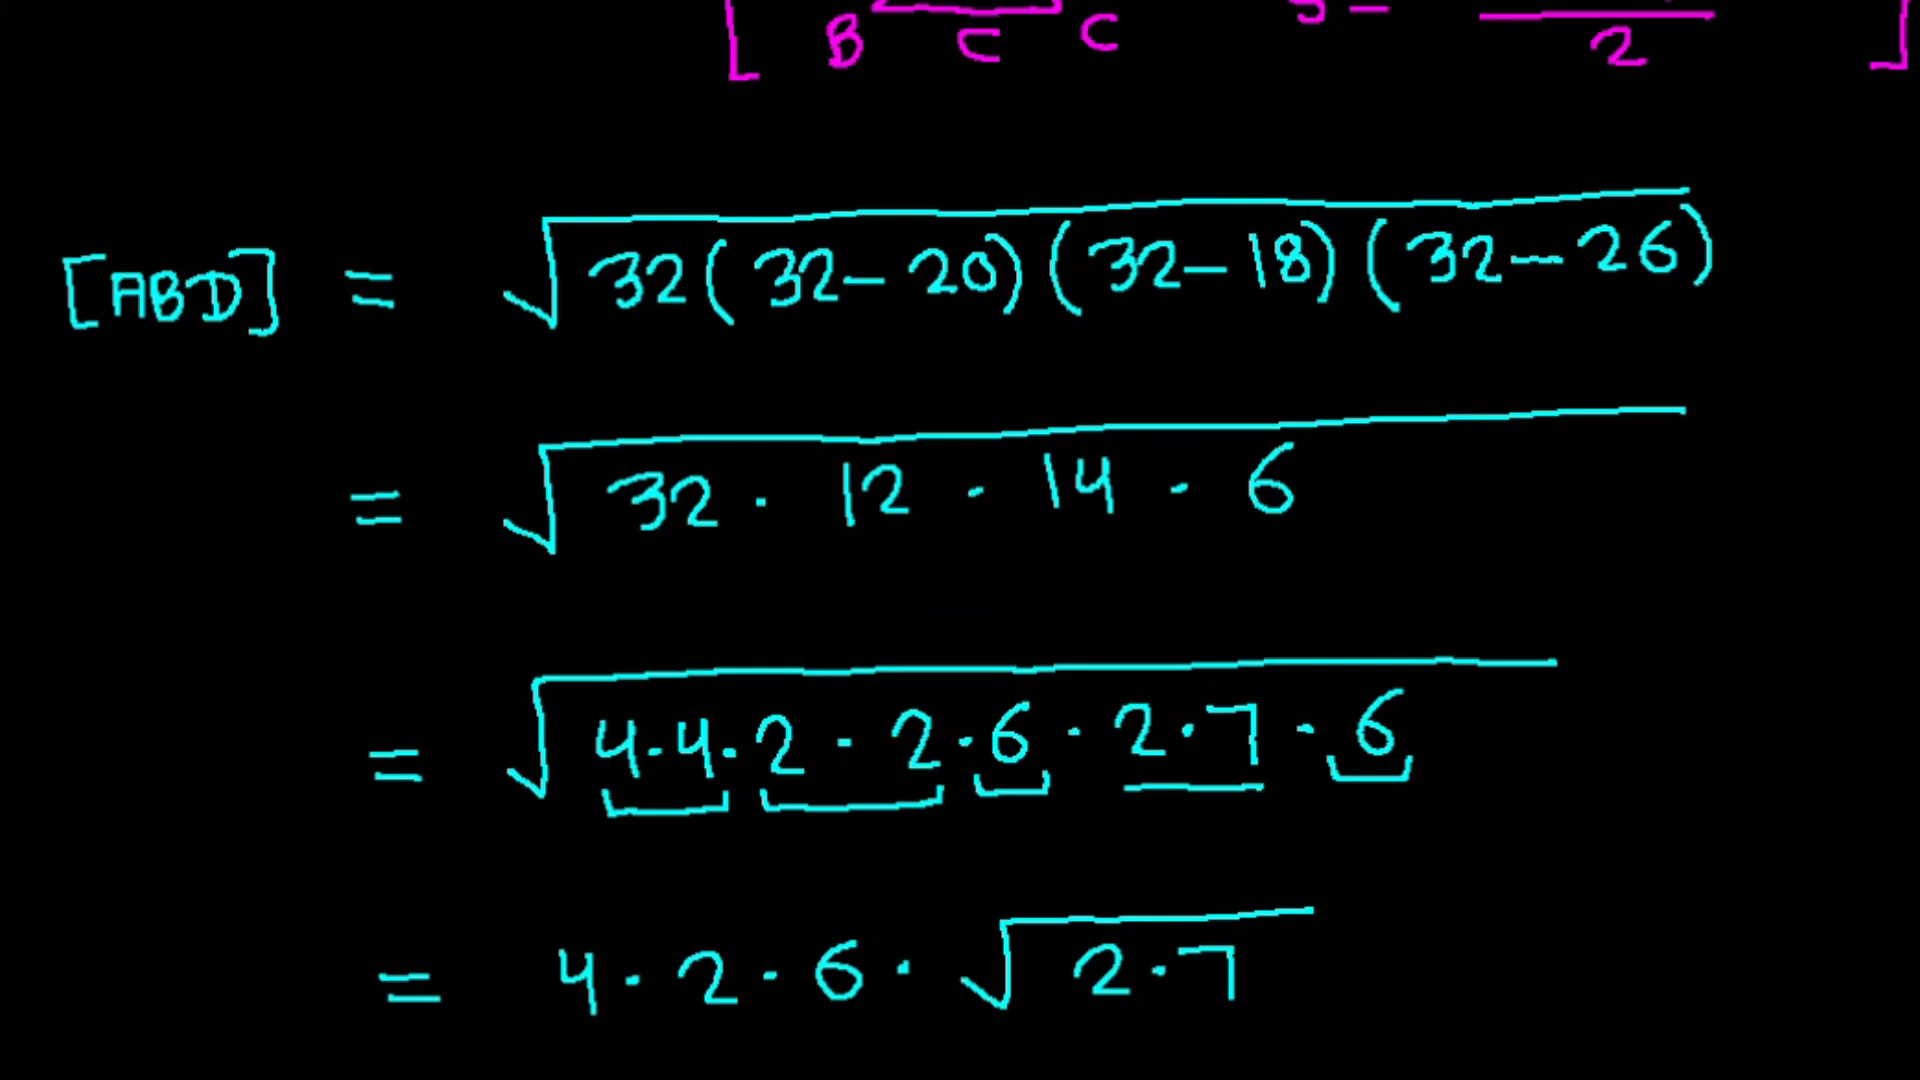 [ B C C S = 2 ]
[ABD] = √32(32-20)(32-18)(32-26)
= √32 · 12 · 14 · 6
= √4·4·2·2·6·2·7·6
= 4·2·6·√2·7